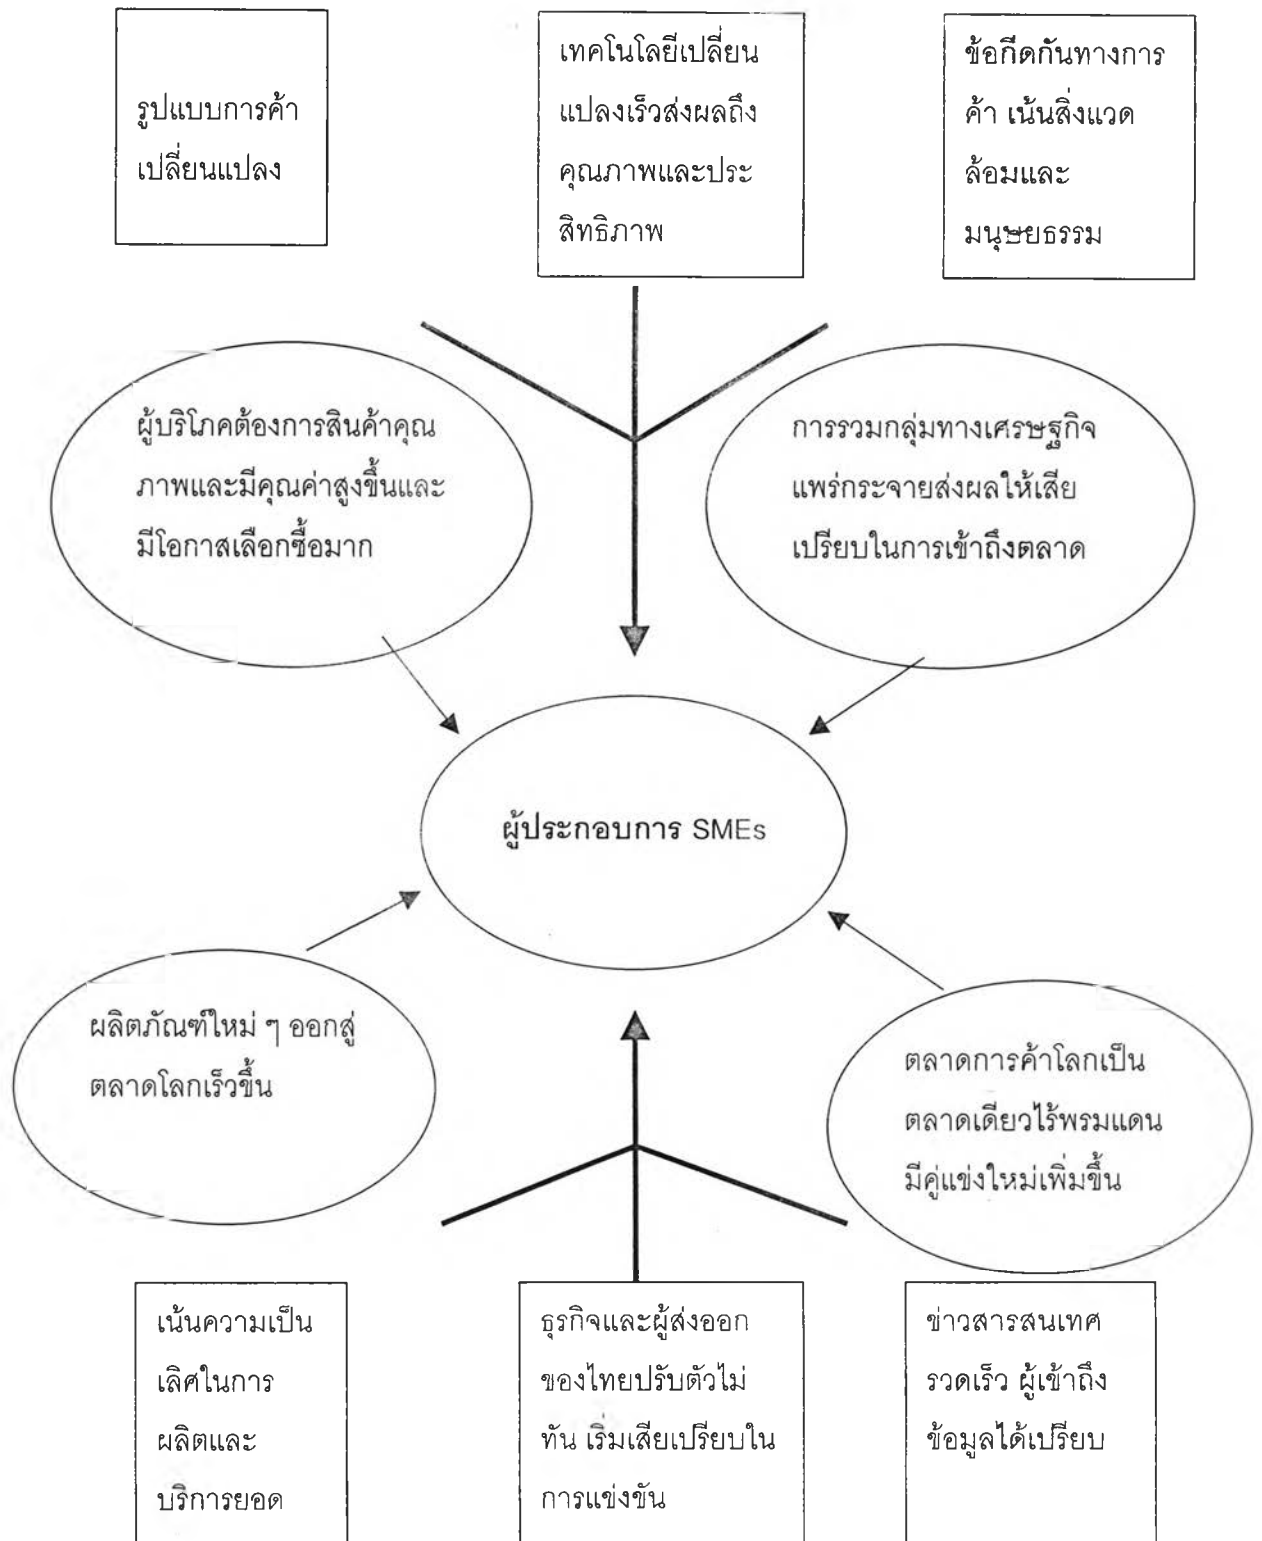 รูปแบบการค้า
เปลี่ยนแปลง
เทคโนโลยีเปลี่ยน
แปลงเร็วส่งผลถึง
คุณภาพและประ
สิทธิภาพ
ข้อกีดกันทางการ
ค้า เน้นสิ่งแวด
ล้อมและ
มนุษยธรรม
ผู้บริโภคต้องการสินค้าคุณ
ภาพและมีคุณค่าสูงขึ้นและ
มีโอกาสเลือกซื้อมาก
การรวมกลุ่มทางเศรษฐกิจ
แพร่กระจายส่งผลให้เสีย
เปรียบในการเข้าถึงตลาด
ผู้ประกอบการ SMEs
ผลิตภัณฑ์ใหม่ ๆ ออกสู่
ตลาดโลกเร็วขึ้น
ตลาดการค้าโลกเป็น
ตลาดเดียวไร้พรมแดน
มีคู่แข่งใหม่เพิ่มขึ้น
เน้นความเป็น
เลิศในการ
ผลิตและ
บริการยอด
ธุรกิจและผู้ส่งออก
ของไทยปรับตัวไม่
ทัน เริ่มเสียเปรียบใน
การแข่งขัน
ข่าวสารสนเทศ
รวดเร็ว ผู้เข้าถึง
ข้อมูลได้เปรียบ